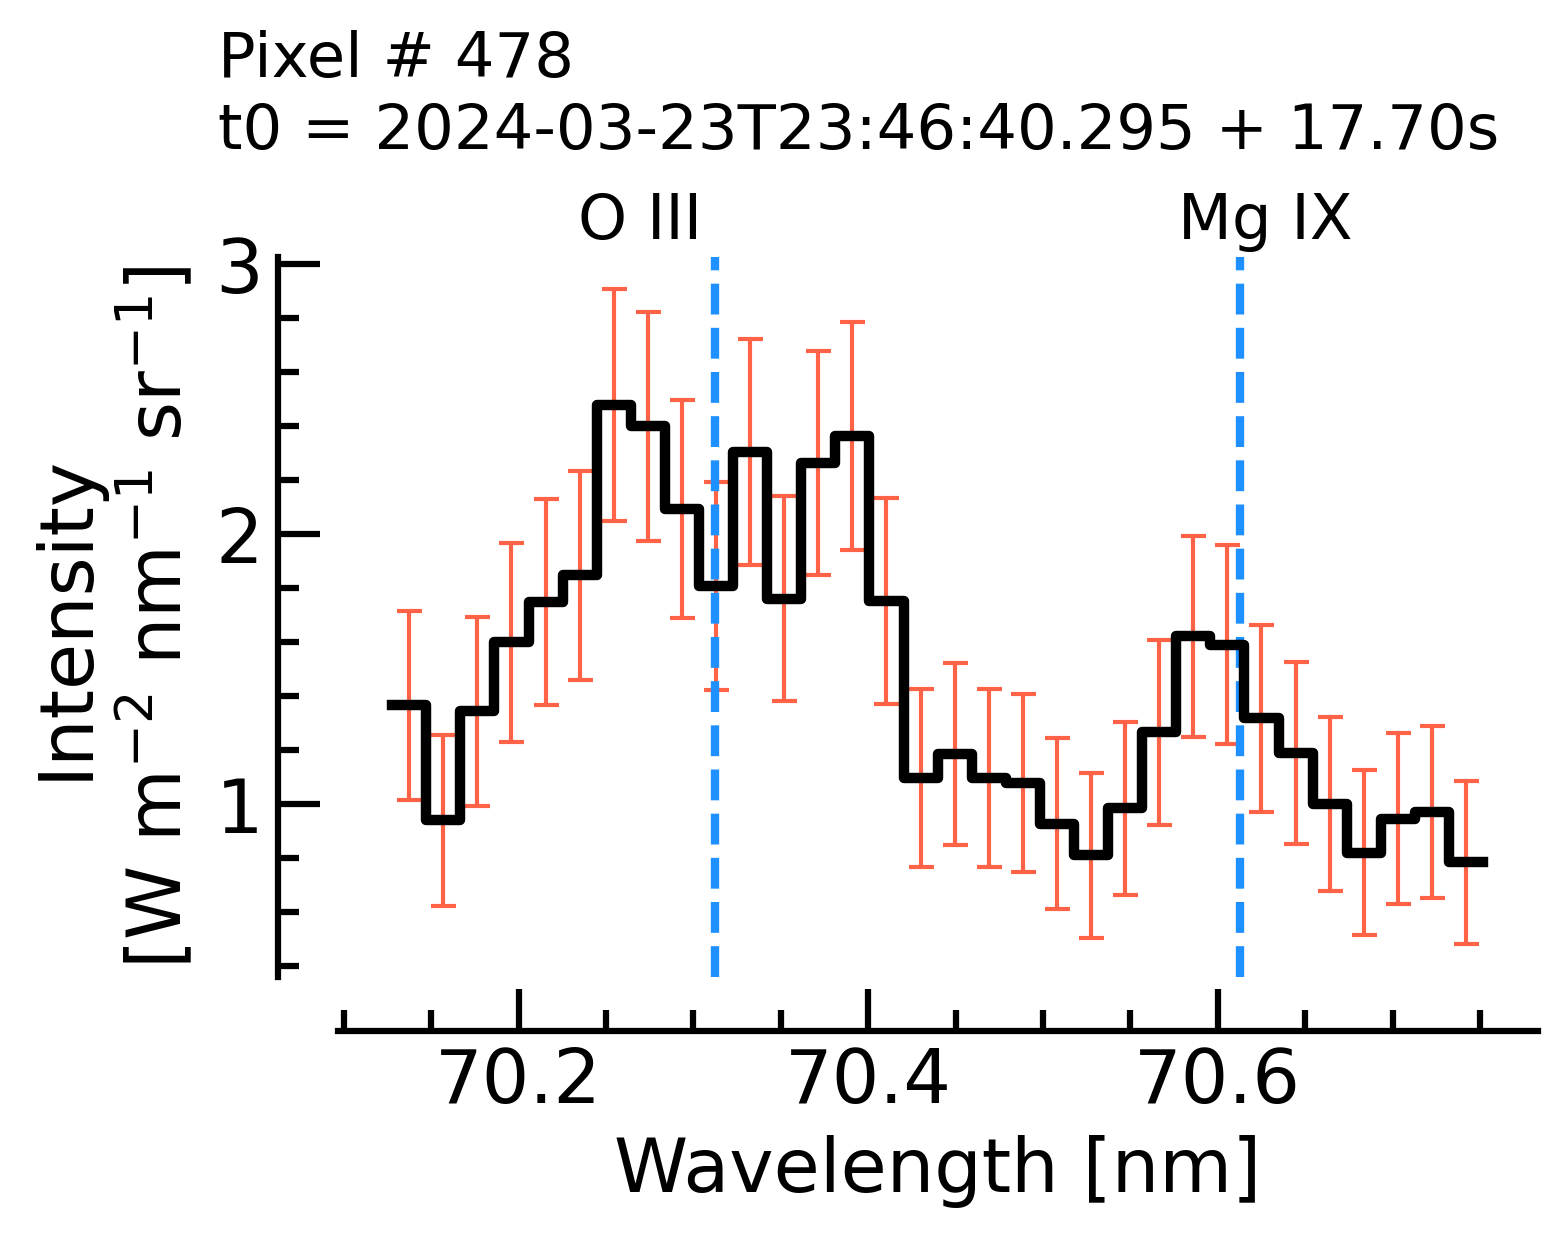 Pixel # 478
t0 = 2024-03-23T23:46:40.295 + 17.70s
O III
Mg IX
3
2
1
Intensity
[W m⁻² nm⁻¹ sr⁻¹]
70.2 70.4 70.6
Wavelength [nm]